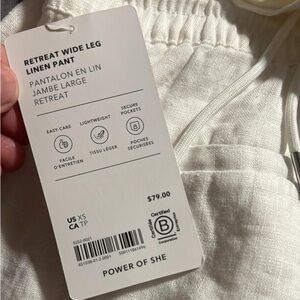 RETREAT WIDE LEG
LINEN PANT
PANTALON EN LIN
JAMBE LARGE
RETREAT
EASY-CARE
LIGHTWEIGHT
SECURE
POCKETS
FACILE
D'ENTRETIEN
TISSU LÉGER
POCHES
SÉCURISÉES
$79.00
US XS
CA TP
Certified
B
Corporation
POWER OF SHE